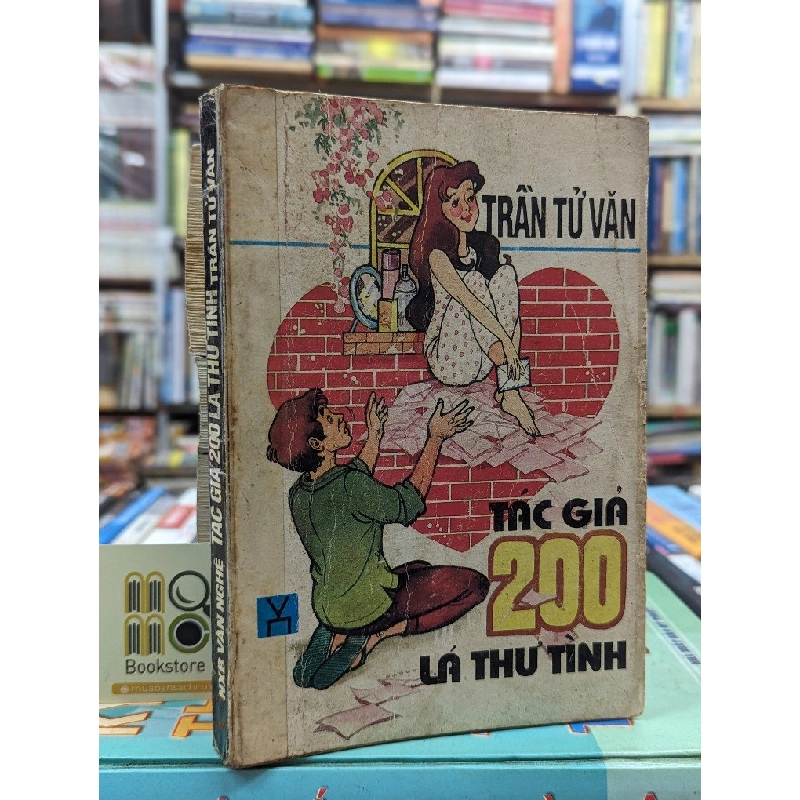 TRẦN TỬ VĂN
TÁC GIẢ
200
LÁ THƯ TÌNH
NXB VĂN NGHỆ TÁC GIẢ 200 LÁ THƯ TÌNH TRẦN TỬ VĂN
Bookstore